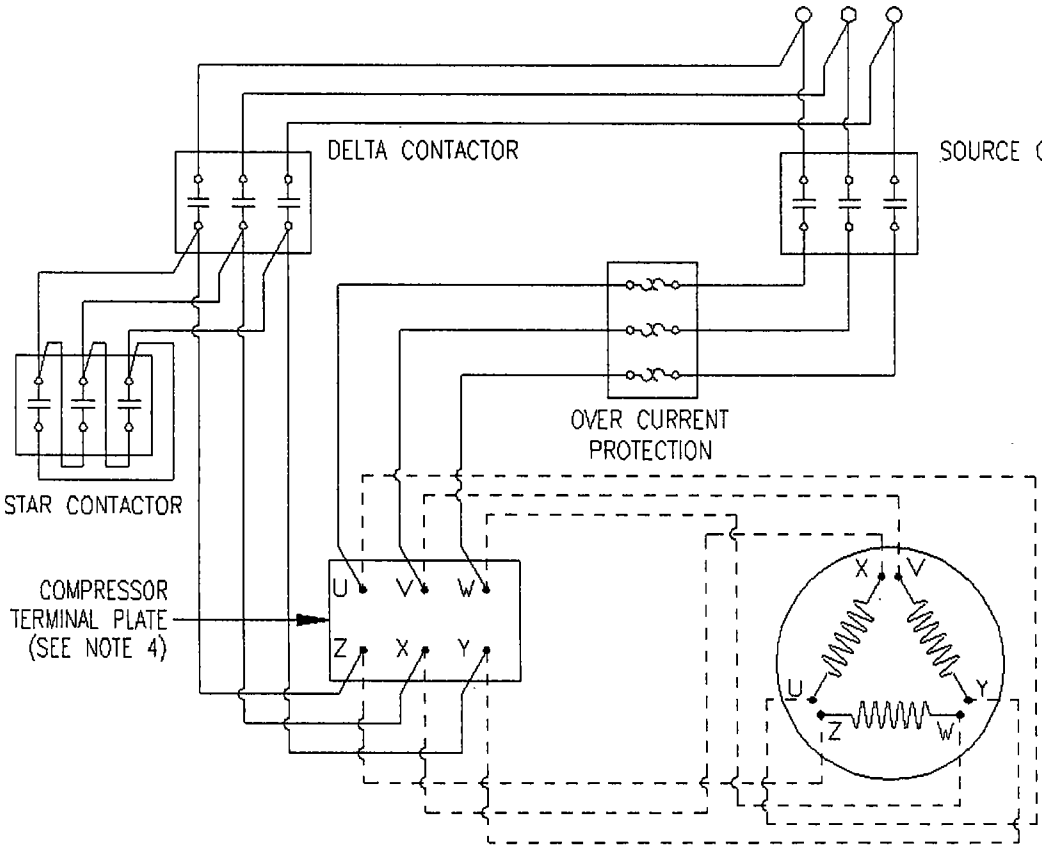 DELTA CONTACTOR
SOURCE
OVER CURRENT
PROTECTION
STAR CONTACTOR
COMPRESSOR
TERMINAL PLATE
(SEE NOTE 4)
U V W
Z X Y
X V
U Y
Z W